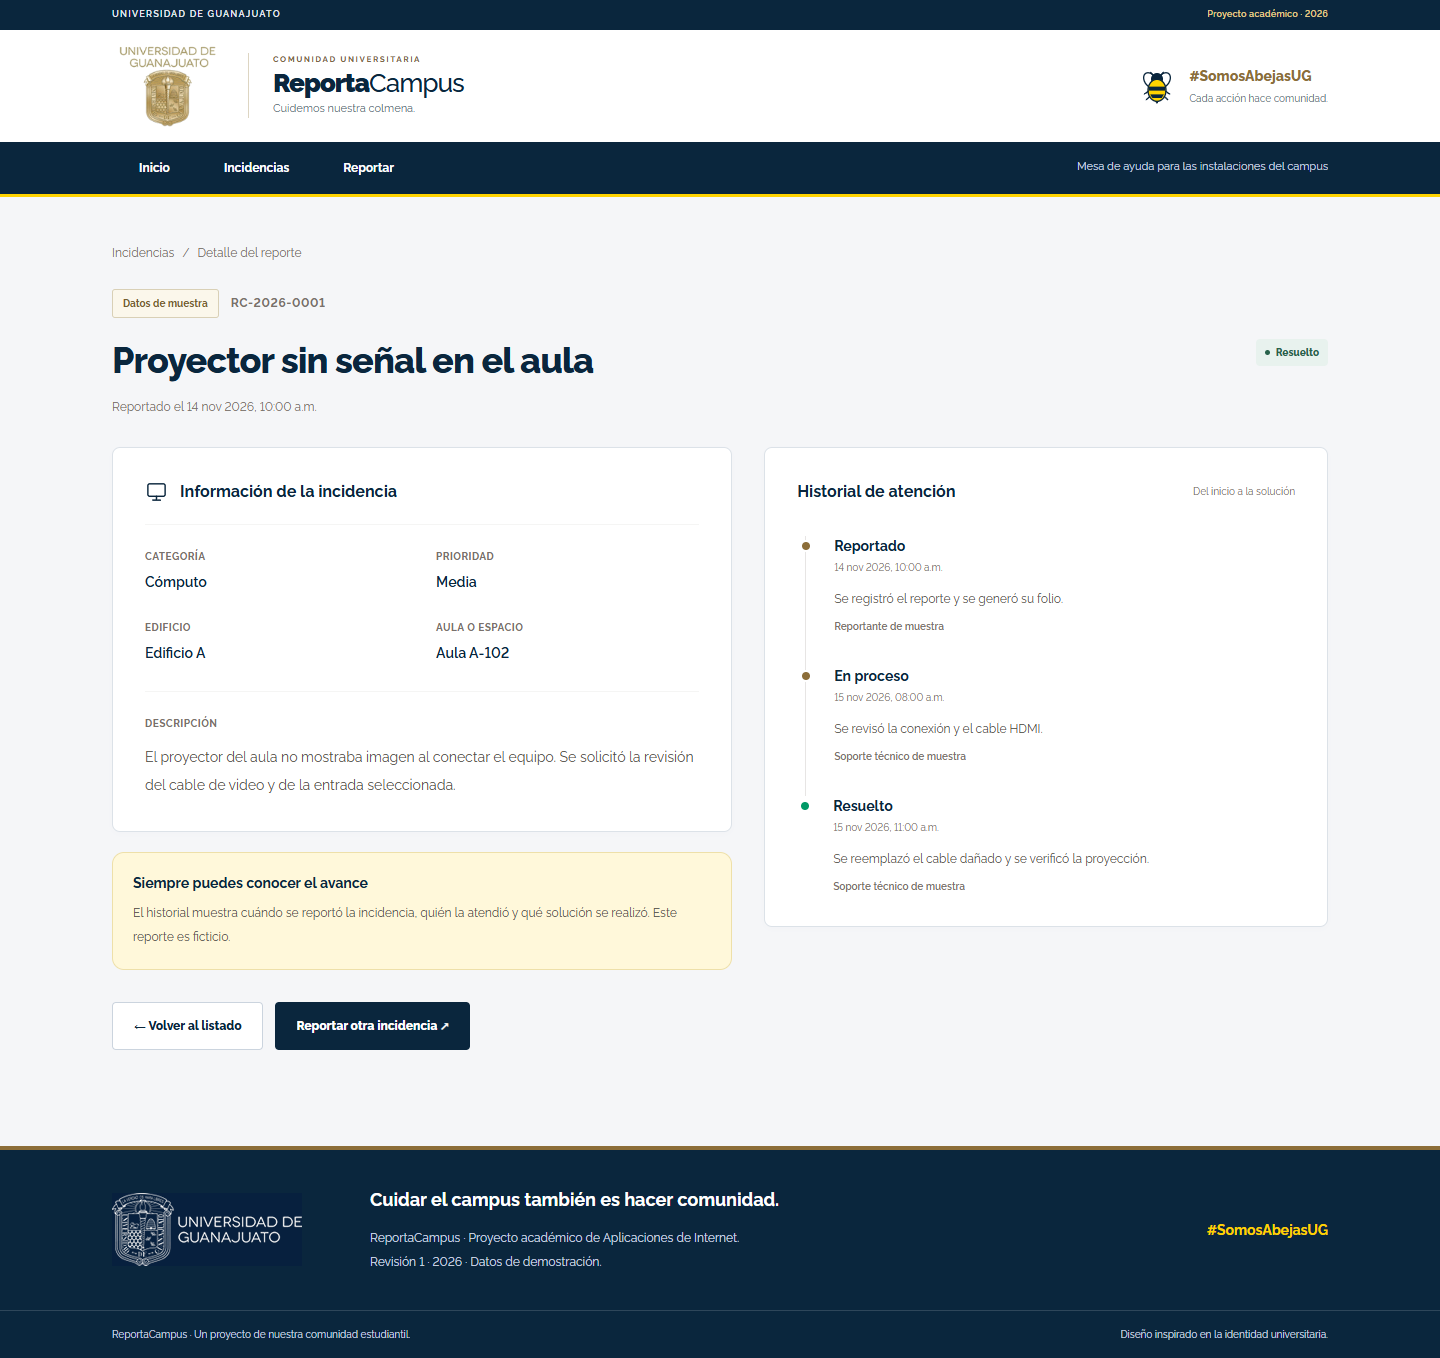 UNIVERSIDAD DE GUANAJUATO
Proyecto académico · 2026
UNIVERSIDAD DE
GUANAJUATO
COMUNIDAD UNIVERSITARIA
ReportaCampus
Cuidemos nuestra colmena.
#SomosAbejasUG
Cada acción hace comunidad.
Inicio
Incidencias
Reportar
Mesa de ayuda para las instalaciones del campus
Incidencias / Detalle del reporte
Datos de muestra
RC-2026-0001
Proyector sin señal en el aula
Resuelto
Reportado el 14 nov 2026, 10:00 a.m.
Información de la incidencia
CATEGORÍA
Cómputo
PRIORIDAD
Media
EDIFICIO
Edificio A
AULA O ESPACIO
Aula A-102
DESCRIPCIÓN
El proyector del aula no mostraba imagen al conectar el equipo. Se solicitó la revisión
del cable de video y de la entrada seleccionada.
Siempre puedes conocer el avance
El historial muestra cuándo se reportó la incidencia, quién la atendió y qué solución se realizó. Este
reporte es ficticio.
Historial de atención
Del inicio a la solución
Reportado
14 nov 2026, 10:00 a.m.
Se registró el reporte y se generó su folio.
Reportante de muestra
En proceso
15 nov 2026, 08:00 a.m.
Se revisó la conexión y el cable HDMI.
Soporte técnico de muestra
Resuelto
15 nov 2026, 11:00 a.m.
Se reemplazó el cable dañado y se verificó la proyección.
Soporte técnico de muestra
← Volver al listado
Reportar otra incidencia ↗
UNIVERSIDAD DE
GUANAJUATO
Cuidar el campus también es hacer comunidad.
ReportaCampus · Proyecto académico de Aplicaciones de Internet.
Revisión 1 · 2026 · Datos de demostración.
#SomosAbejasUG
ReportaCampus · Un proyecto de nuestra comunidad estudiantil.
Diseño inspirado en la identidad universitaria.